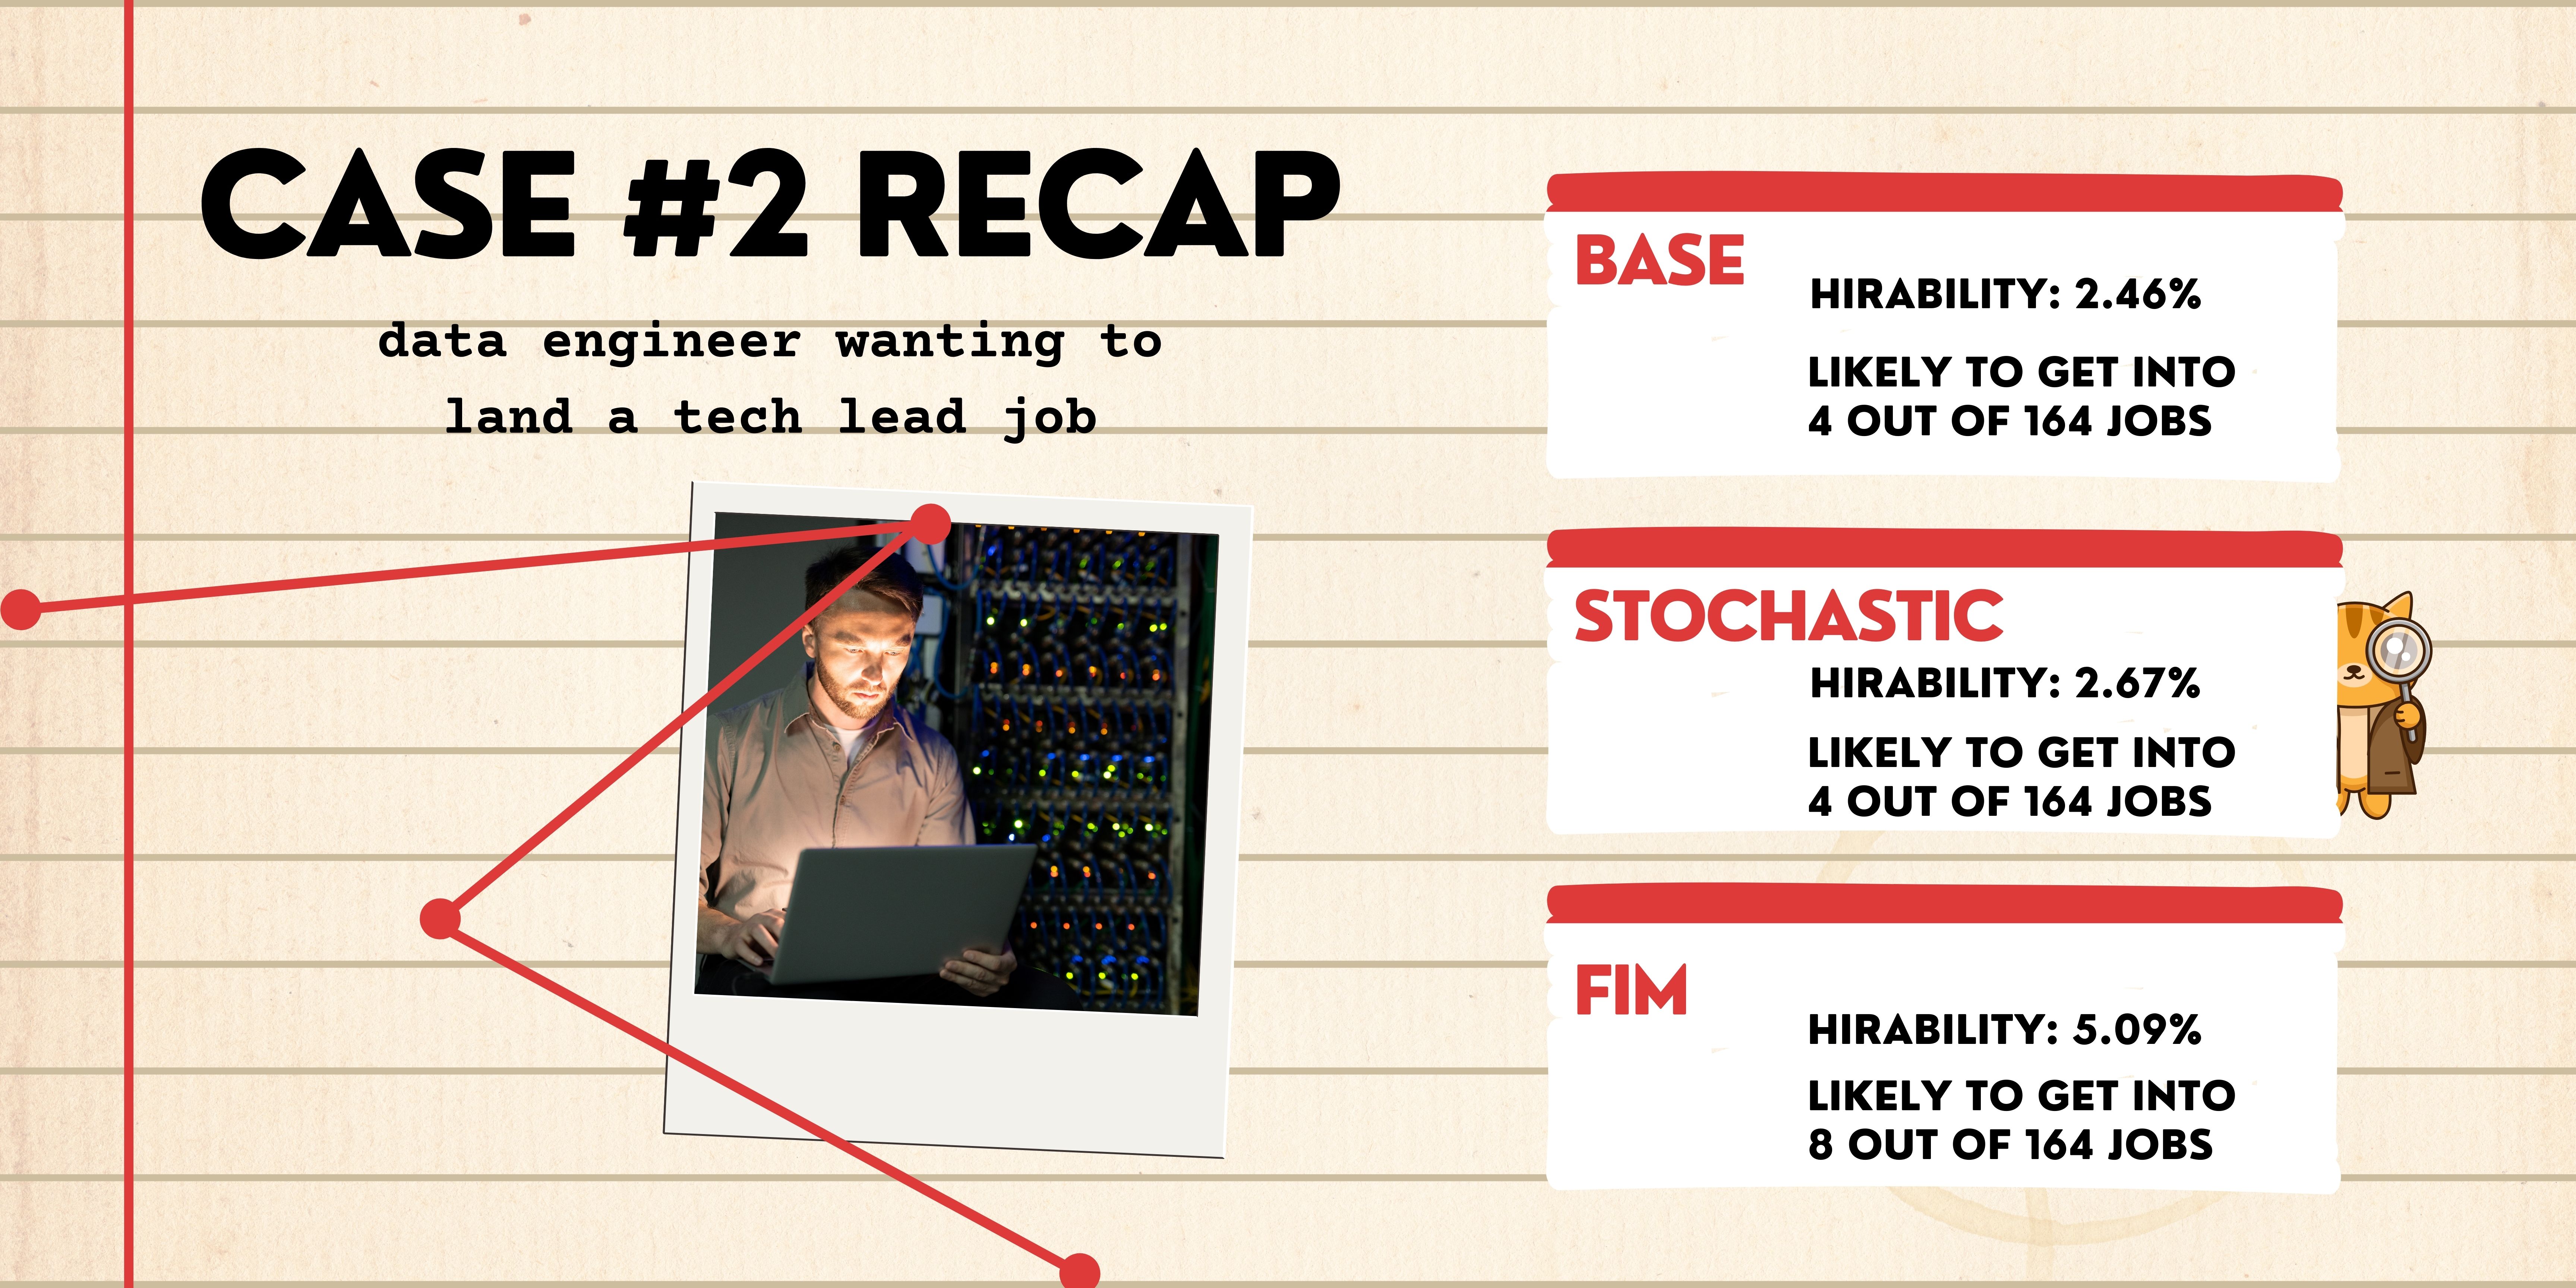 CASE #2 RECAP
data engineer wanting to
land a tech lead job
BASE
HIRABILITY: 2.46%
LIKELY TO GET INTO
4 OUT OF 164 JOBS
STOCHASTIC
HIRABILITY: 2.67%
LIKELY TO GET INTO
4 OUT OF 164 JOBS
FIM
HIRABILITY: 5.09%
LIKELY TO GET INTO
8 OUT OF 164 JOBS